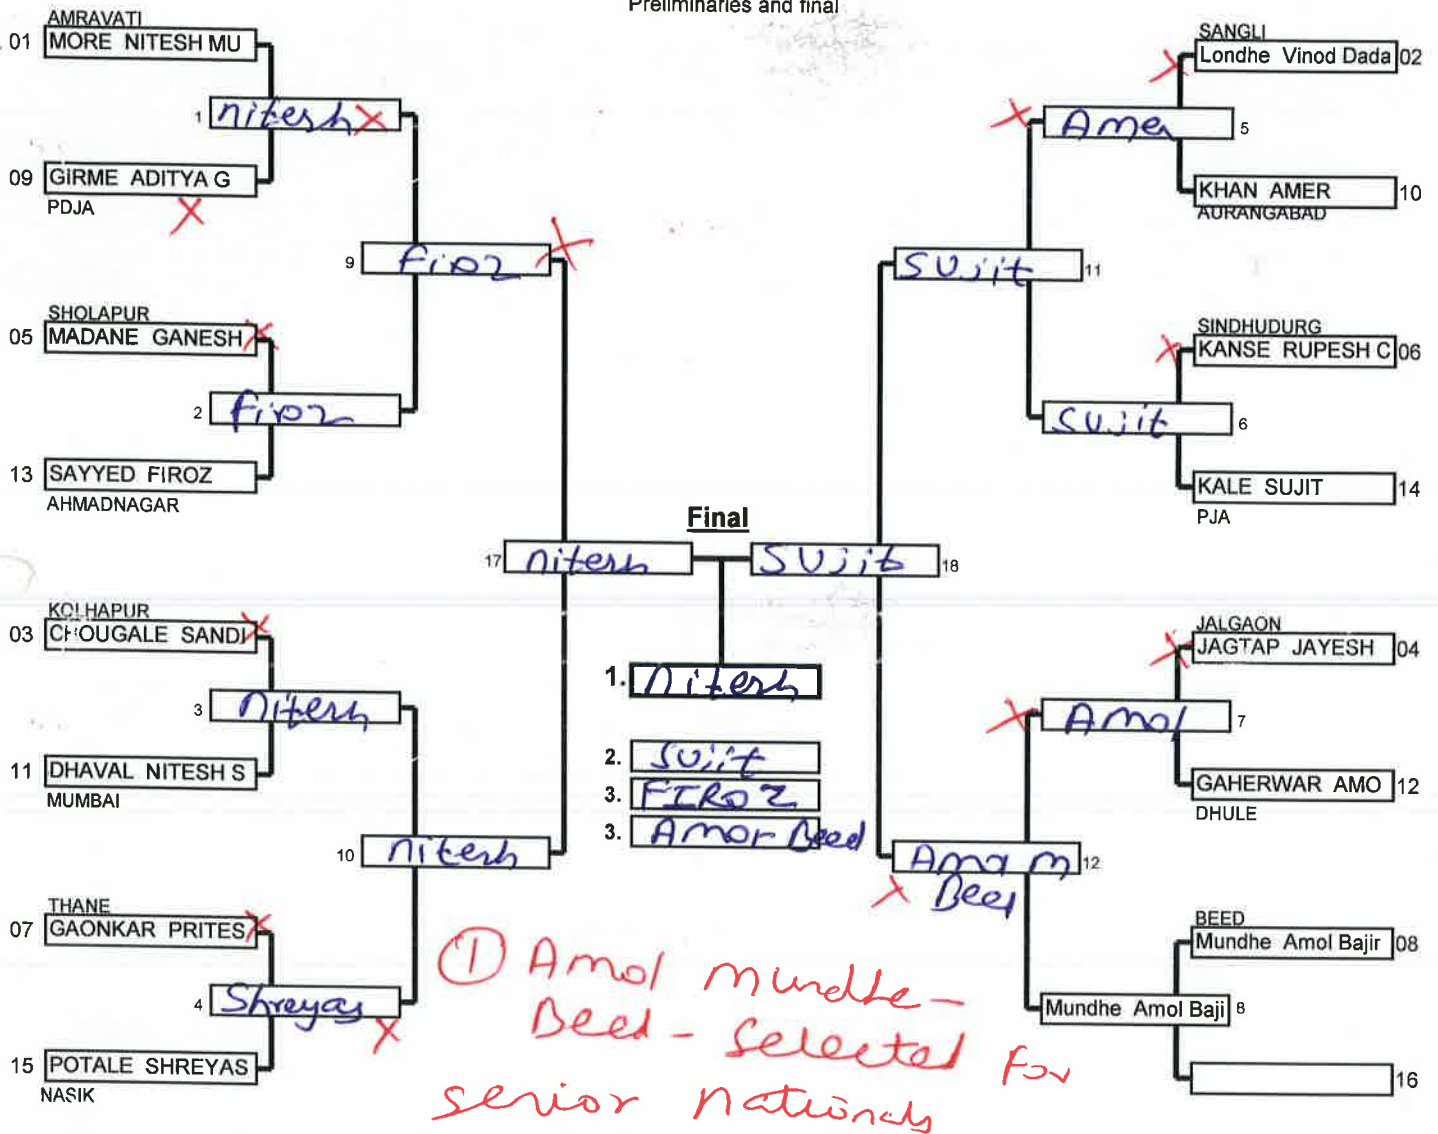 Preliminaries and final
AMRAVATI
01 MORE NITESH MU
1 nitesh
09 GIRME ADITYA G
PDJA
9 Firoz
SHOLAPUR
05 MADANE GANESH
2 Firoz
13 SAYYED FIROZ
AHMADNAGAR
17 nitesh
KOLHAPUR
03 CHOUGALE SANDI
3 nitesh
11 DHAVAL NITESH S
MUMBAI
10 nitesh
THANE
07 GAONKAR PRITES
4 Shreyas
15 POTALE SHREYAS
NASIK
Final
1. nitesh
2. Sujit
3. FIROZ
3. Amol Beed
SANGLI
Londhe Vinod Dada 02
Amer 5
KHAN AMER 10
AURANGABAD
Sujit 11
SINDHUDURG
KANSE RUPESH C 06
Sujit 6
KALE SUJIT 14
PJA
Sujit 18
JALGAON
JAGTAP JAYESH 04
Amol 7
GAHERWAR AMO 12
DHULE
Amol m 12
Beed
BEED
Mundhe Amol Bajir 08
Mundhe Amol Baji 8
16
① Amol mundhe -
Beed - Selected For
senior nationals